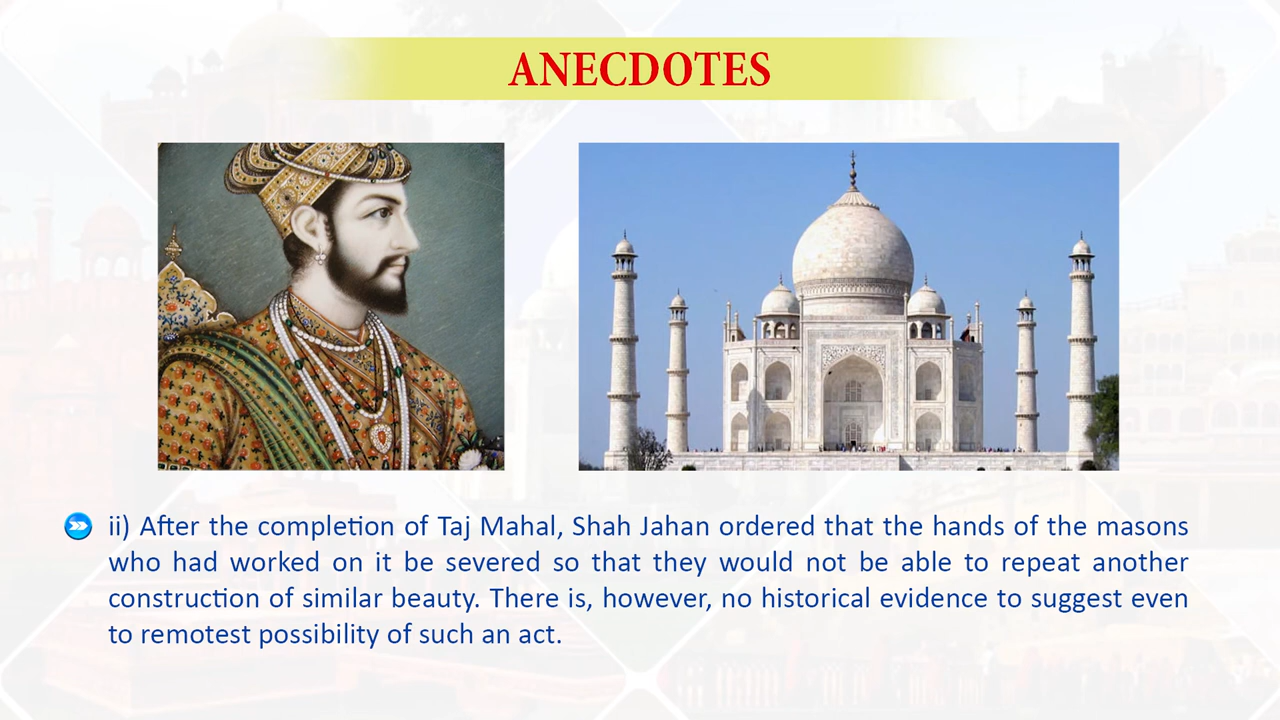 ANECDOTES
ii) After the completion of Taj Mahal, Shah Jahan ordered that the hands of the masons
who had worked on it be severed so that they would not be able to repeat another
construction of similar beauty. There is, however, no historical evidence to suggest even
to remotest possibility of such an act.